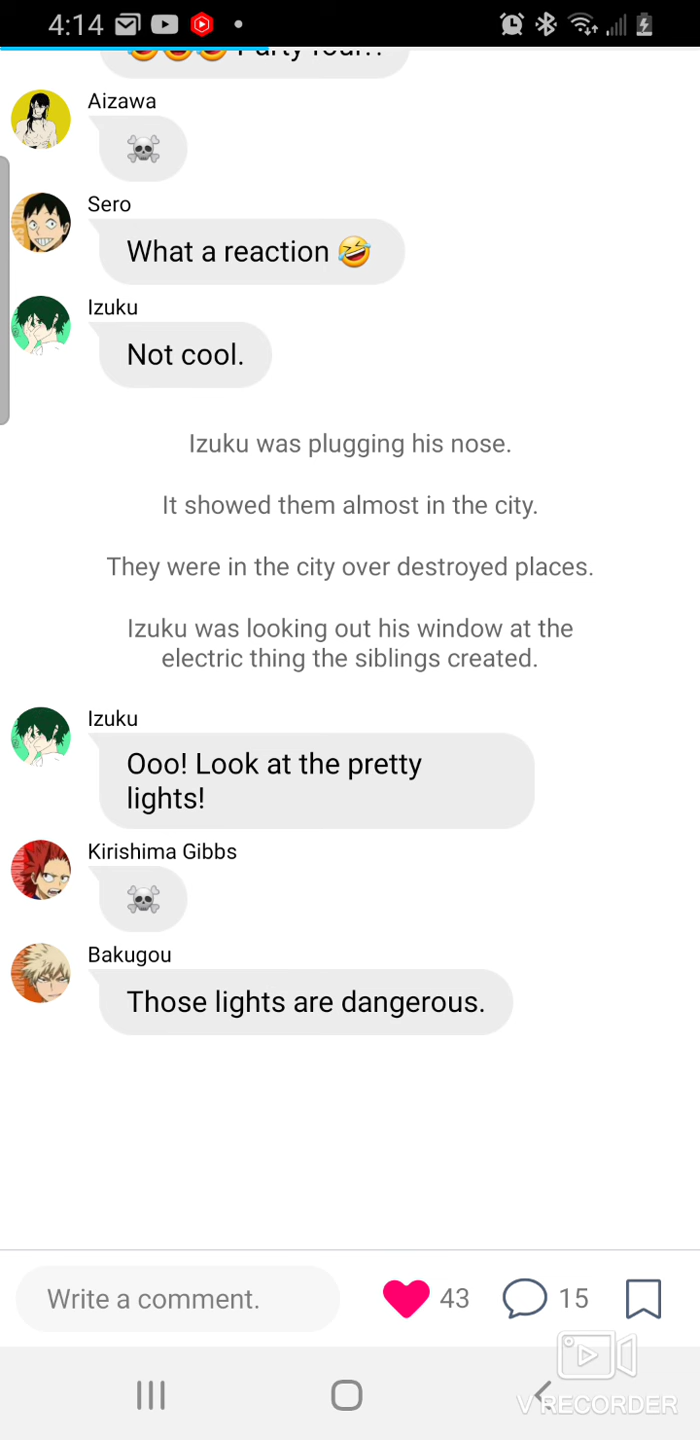 4:14
Aizawa
☠
Sero
What a reaction 🤣
Izuku
Not cool.
Izuku was plugging his nose.
It showed them almost in the city.
They were in the city over destroyed places.
Izuku was looking out his window at the
electric thing the siblings created.
Izuku
Ooo! Look at the pretty
lights!
Kirishima Gibbs
☠
Bakugou
Those lights are dangerous.
Write a comment.
43
15
V RECORDER